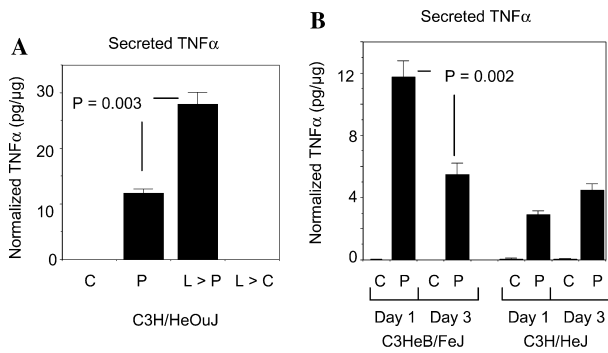 A
Secreted TNFα
Normalized TNFα (pg/µg)
30
20
10
0
P = 0.003
C P L > P L > C
C3H/HeOuJ
B
Secreted TNFα
Normalized TNFα (pg/µg)
12
8
4
0
P = 0.002
C P C P C P C P
Day 1 Day 3 Day 1 Day 3
C3HeB/FeJ C3H/HeJ